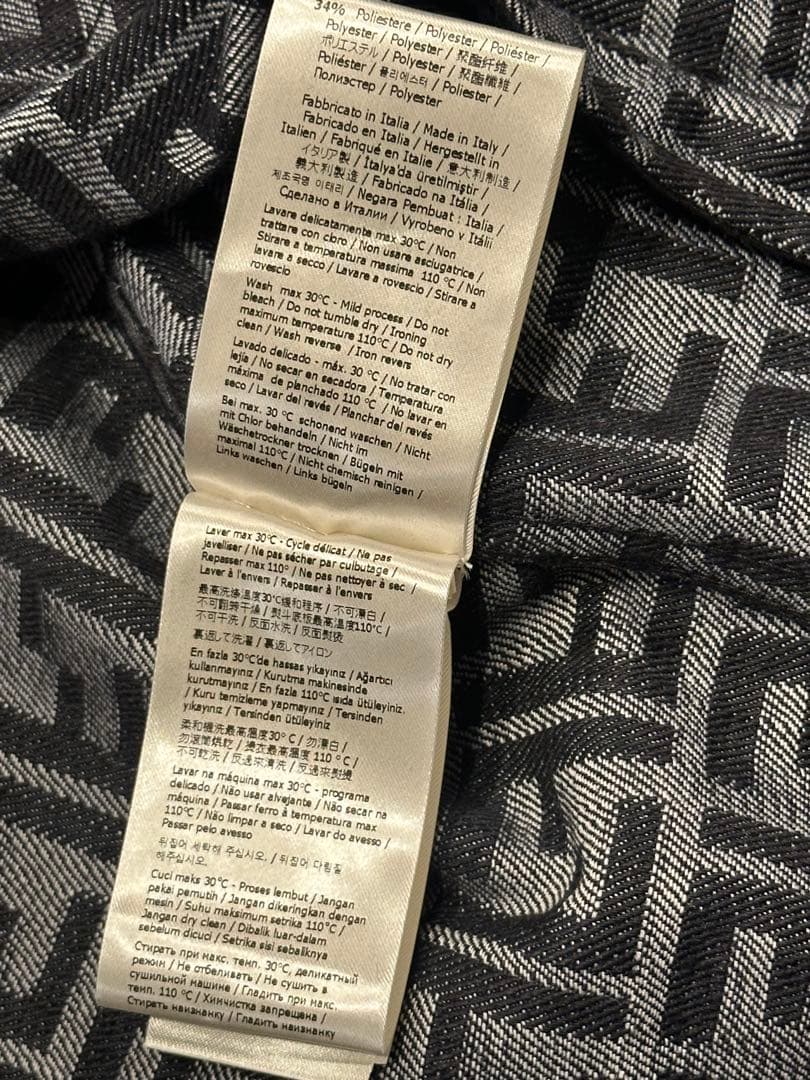 34% Poliestere / Polyester / Poliéster /
Polyester / Polyester / 聚酯纤维 /
ポリエステル / Polyester / 聚酯纖維 /
Poliéster / 폴리에스터 / Poliester /
Полиэстер / Polyester
Fabbricato in Italia / Made in Italy /
Fabricado en Italia / Hergestellt in
Italien / Fabriqué en Italie / 意大利制造 /
イタリア製 / İtalya'da üretilmiştir /
義大利製造 / Fabricado na Itália /
제조국명 이태리 / Negara Pembuat : Italia /
Сделано в Италии / Vyrobeno v Itálii
Lavare delicatamente max 30°C / Non
trattare con cloro / Non usare asciugatrice /
Stirare a temperatura massima 110 °C / Non
lavare a secco / Lavare a rovescio / Stirare a
rovescio
Wash max 30°C - Mild process / Do not
bleach / Do not tumble dry / Ironing
maximum temperature 110°C / Do not dry
clean / Wash reverse / Iron revers
Lavado delicado - máx. 30 °C / No tratar con
lejía / No secar en secadora / Temperatura
máxima de planchado 110 °C / No lavar en
seco / Lavar del revés / Planchar del revés
Bei max. 30 °C schonend waschen / Nicht
mit Chlor behandeln / Nicht im
Wäschetrockner trocknen / Bügeln mit
maximal 110°C / Nicht chemisch reinigen /
Links waschen / Links bügeln
Laver max 30°C - Cycle délicat / Ne pas
javelliser / Ne pas sécher par culbutage /
Repasser max 110° / Ne pas nettoyer à sec /
Laver à l'envers / Repasser à l'envers
最高洗涤温度30°C缓和程序 / 不可漂白 /
不可翻转干燥 / 熨斗底板最高温度110°C /
不可干洗 / 反面水洗 / 反面熨烫
裏返して洗濯 / 裏返してアイロン
En fazla 30°C'de hassas yıkayınız / Ağartıcı
kullanmayınız / Kurutma makinesinde
kurutmayınız / En fazla 110°C ısıda ütüleyiniz.
/ Kuru temizleme yapmayınız / Tersinden
yıkayınız / Tersinden ütüleyiniz
柔和機洗最高溫度30°C / 勿漂白 /
勿滾筒烘乾 / 燙衣最高溫度 110 °C /
不可乾洗 / 反過來清洗 / 反過來熨燙
Lavar na máquina max 30°C - programa
delicado / Não usar alvejante / Não secar na
máquina / Passar ferro à temperatura max
110°C / Não limpar a seco / Lavar do avesso /
Passar pelo avesso
뒤집어 세탁해 주십시오. / 뒤집어 다림질
해주십시오.
Cuci maks 30°C - Proses lembut / Jangan
pakai pemutih / Jangan dikeringkan dengan
mesin / Suhu maksimum setrika 110°C /
Jangan dry clean / Dibalik luar-dalam
sebelum dicuci / Setrika sisi sebaliknya
Стирать при макс. темп. 30°C, деликатный
режим / Не отбеливать / Не сушить в
сушильной машине / Гладить при макс.
темп. 110 °C / Химчистка запрещена /
Стирать наизнанку / Гладить наизнанку